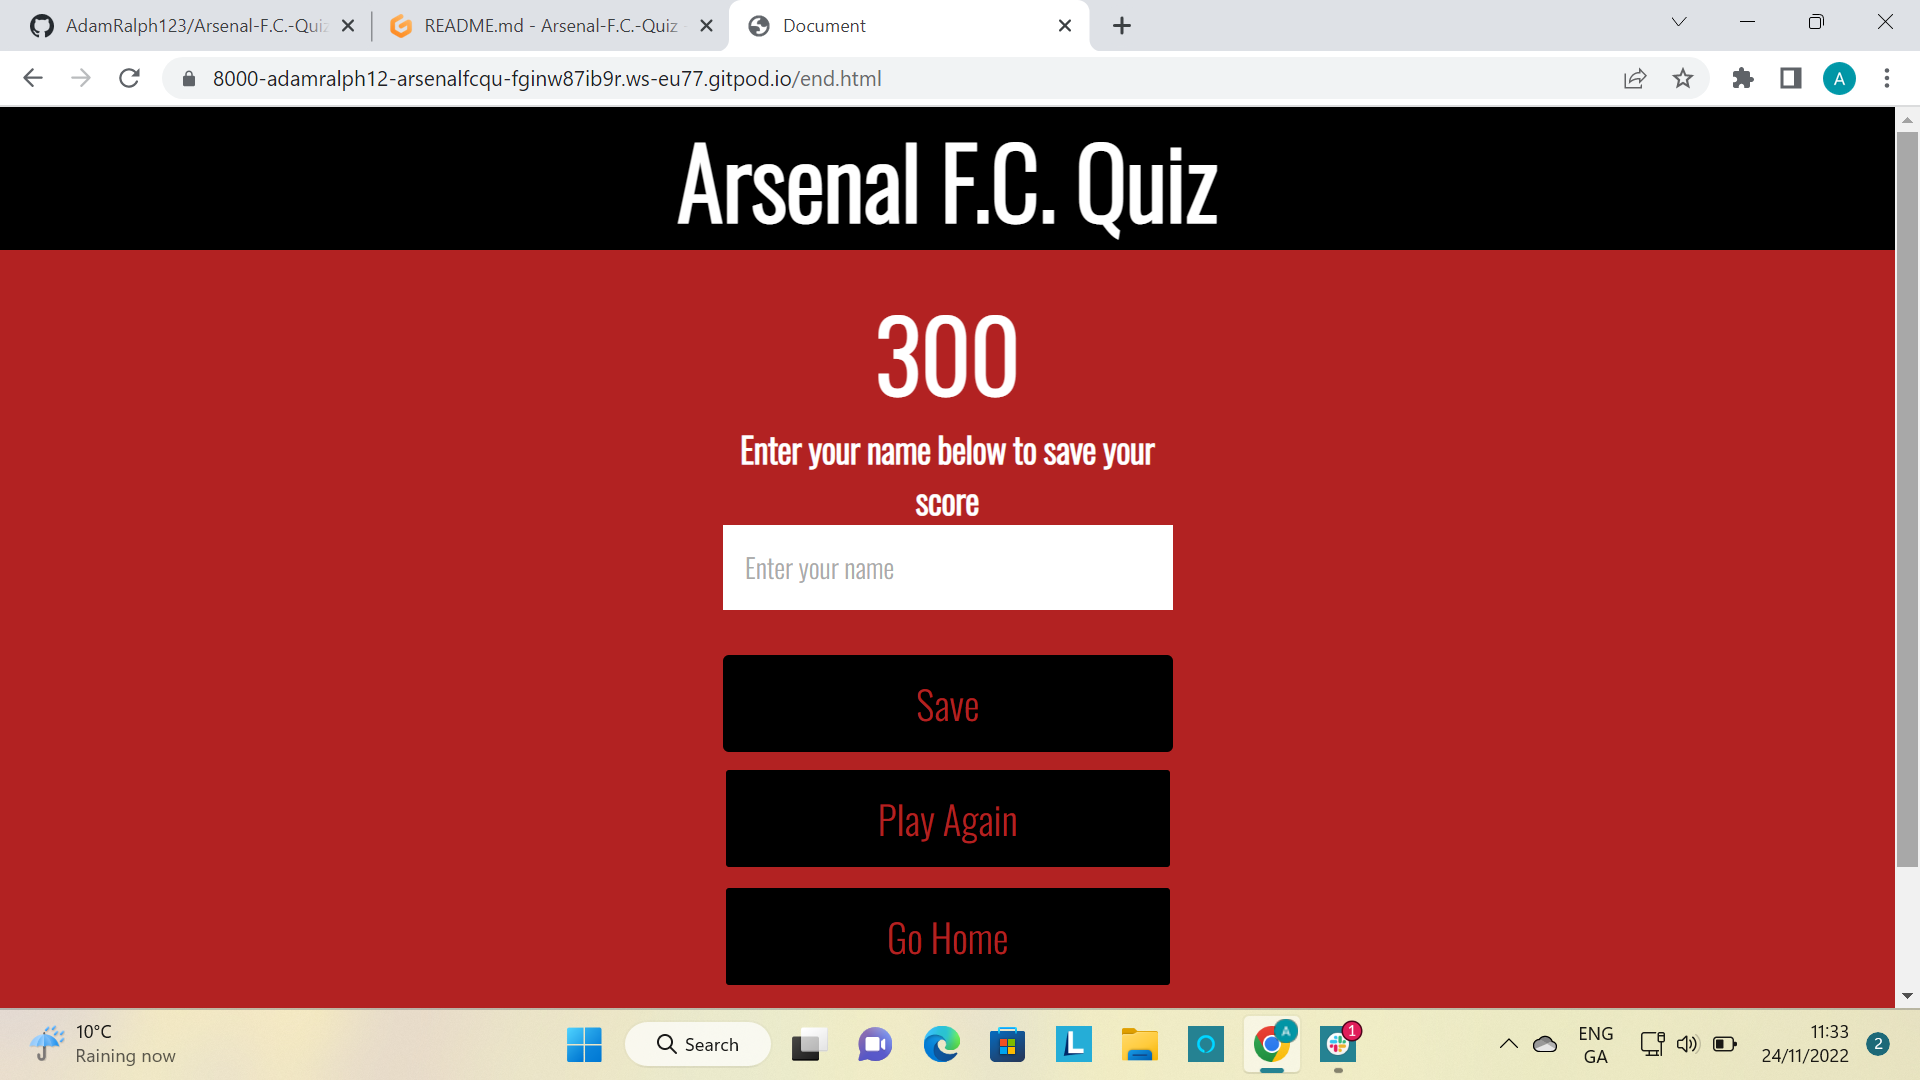 AdamRalph123/Arsenal-F.C.-Quiz
README.md - Arsenal-F.C.-Quiz -
Document
8000-adamralph12-arsenalfcqu-fginw87ib9r.ws-eu77.gitpod.io/end.html
A
Arsenal F.C. Quiz
300
Enter your name below to save your
score
Enter your name
Save
Play Again
Go Home
10°C
Raining now
Search
L
A
1
ENG
GA
11:33
24/11/2022
2